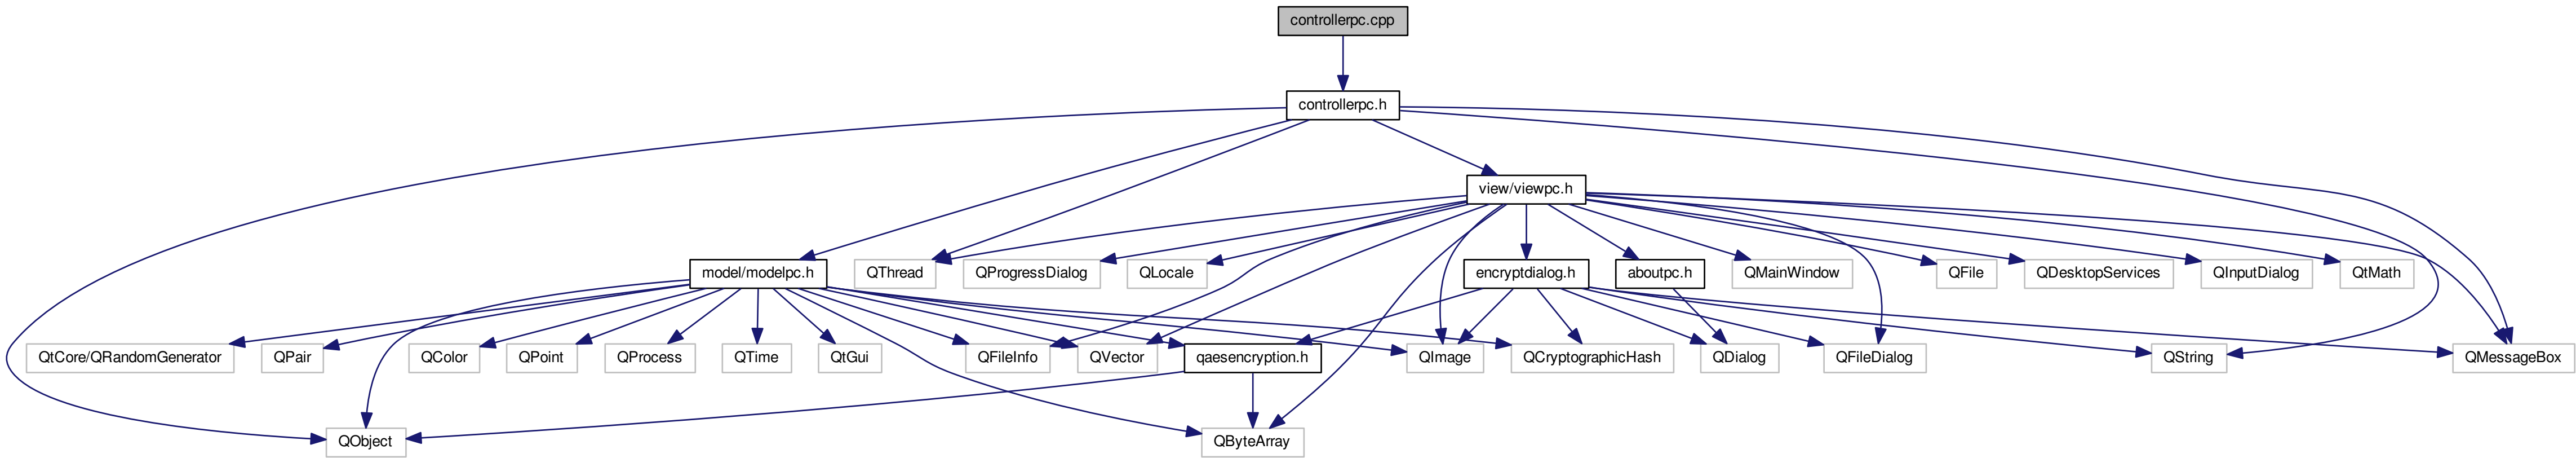 controllerpc.cpp
controllerpc.h
view/viewpc.h
model/modelpc.h
QThread
QProgressDialog
QLocale
encryptdialog.h
aboutpc.h
QMainWindow
QFile
QDesktopServices
QInputDialog
QtMath
QtCore/QRandomGenerator
QPair
QColor
QPoint
QProcess
QTime
QtGui
QFileInfo
QVector
qaesencryption.h
QImage
QCryptographicHash
QDialog
QFileDialog
QString
QMessageBox
QObject
QByteArray